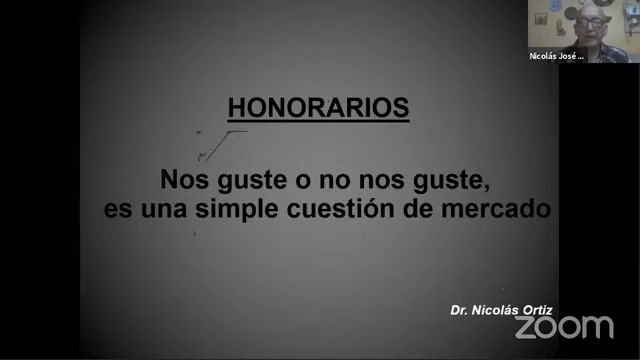 Nicolás José ...
HONORARIOS
Nos guste o no nos guste,
es una simple cuestión de mercado
Dr. Nicolás Ortiz
zoom